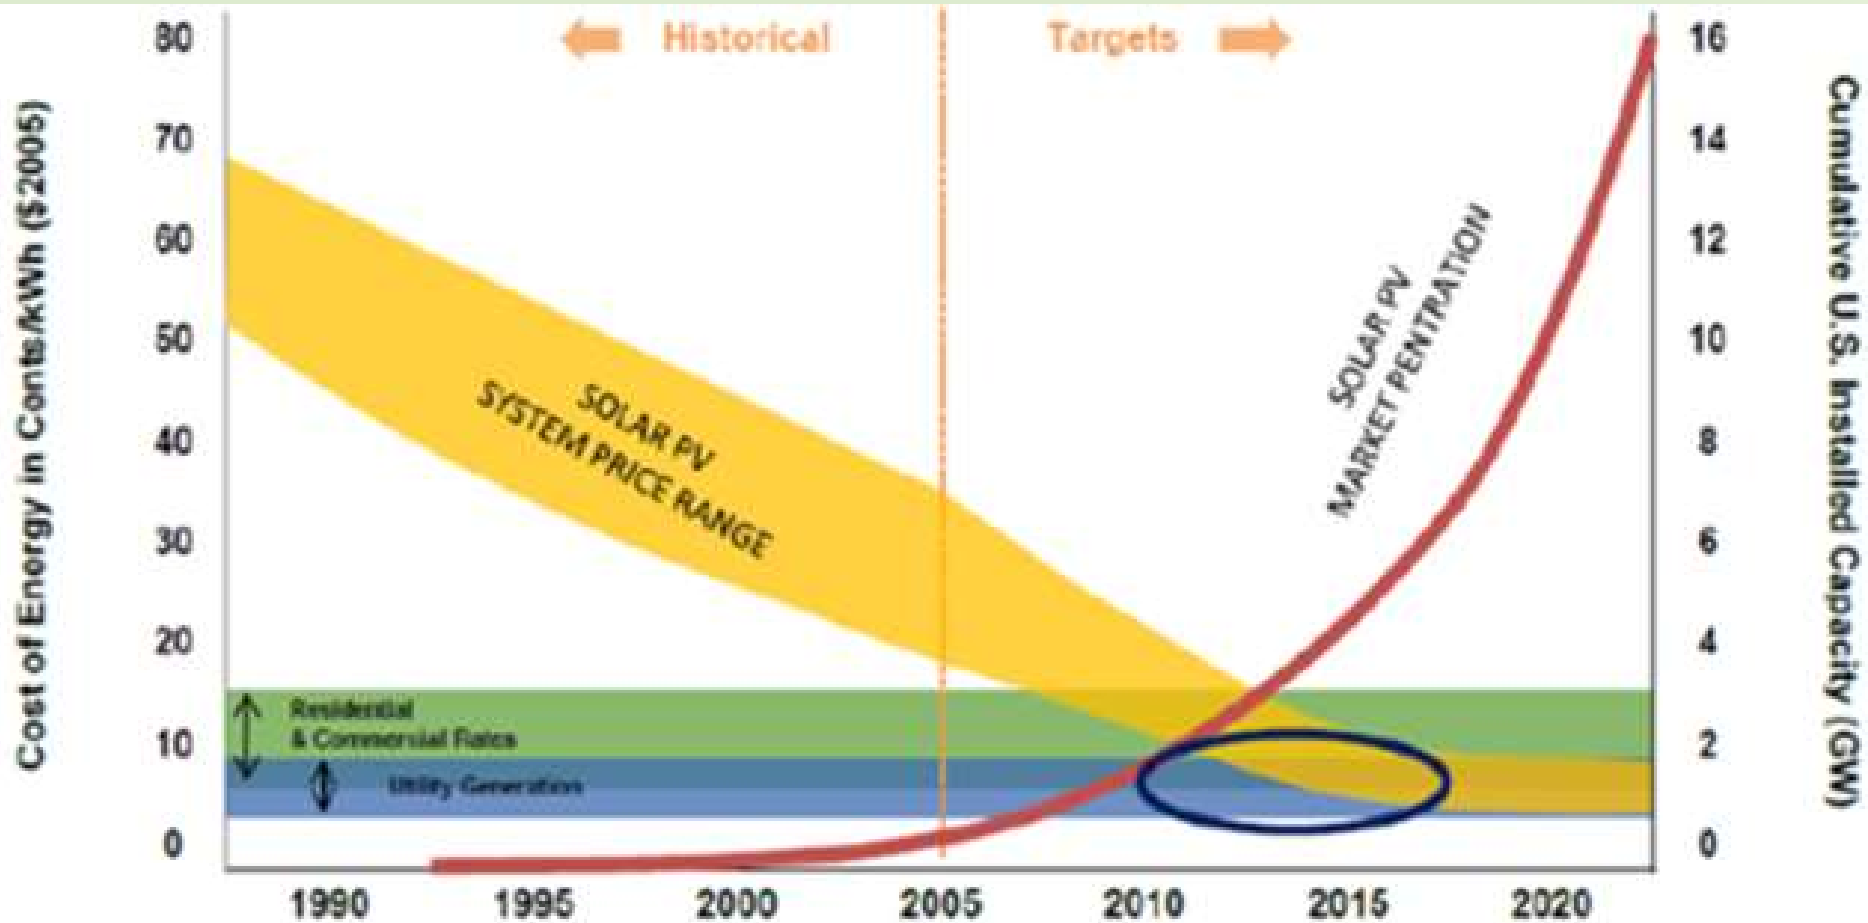 Historical
Targets
Cost of Energy in Conts/kWh ($2005)
80
70
60
50
40
30
20
10
0
SOLAR PV
SYSTEM PRICE RANGE
SOLAR PV
MARKET PENTRATION
Residential
& Commercial Rates
Utility Generation
16
14
12
10
8
6
4
2
0
Cumulative U.S. Installed Capacity (GW)
1990 1995 2000 2005 2010 2015 2020